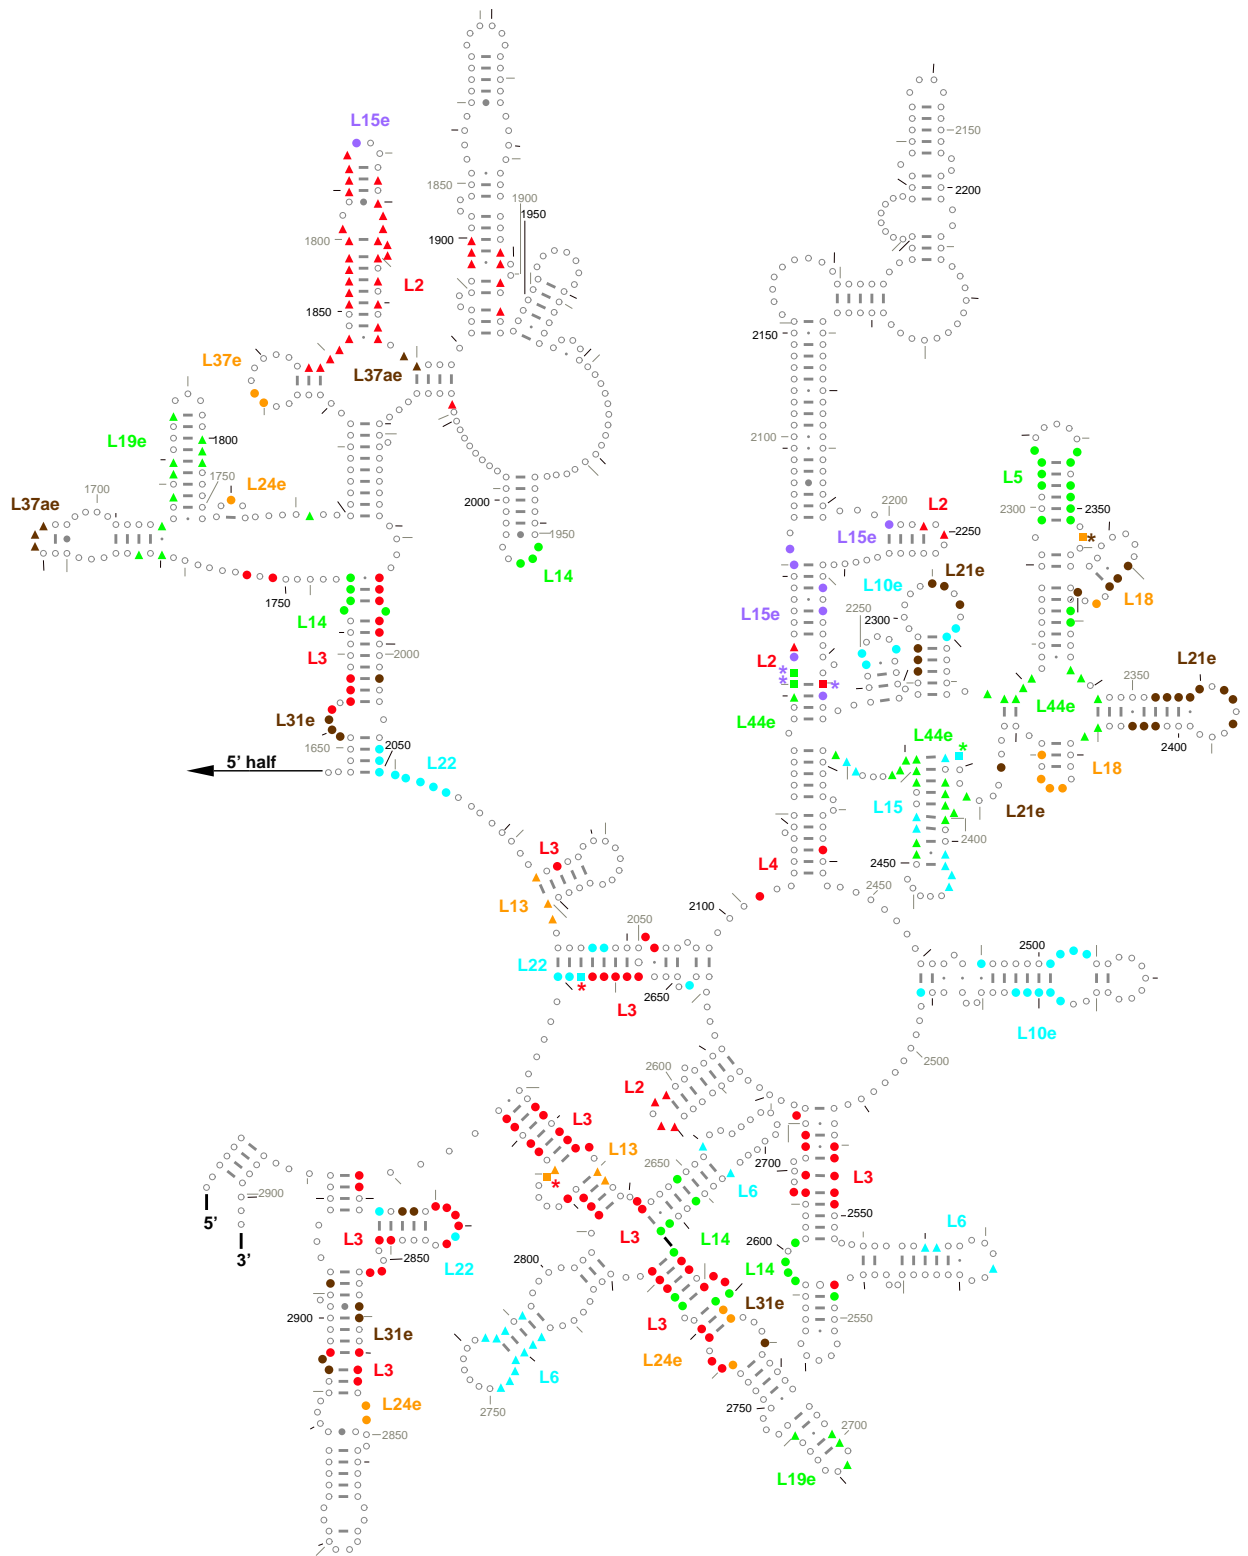 L15e
2150
2200
1850
1900
1950
1900
1800
L2
1850
2150
L37e
L37ae
2100
L19e
1800
1750
L24e
L5
2300
2350
*
L37ae
1700
2000
1950
L14
2200
L2
2250
L15e
L10e
L21e
L18
1750
L14
L15e
2250
2300
L3
2000
L2
*
*
*
L21e
2350
L44e
L31e
L44e
L44e
*
2400
1650
2050
5' half
L22
L18
L15
L21e
2400
L3
L4
2450
2450
L13
2100
2050
2500
L22
*
L3
2650
L10e
2500
2600
L2
L3
L13
2650
2700
L6
L3
*
2900
5'
3'
L3
2850
L22
L3
L14
2550
2600
L6
L14
2800
L31e
2900
L31e
L3
2550
L3
L24e
L6
L24e
2850
2750
2750
2700
L19e